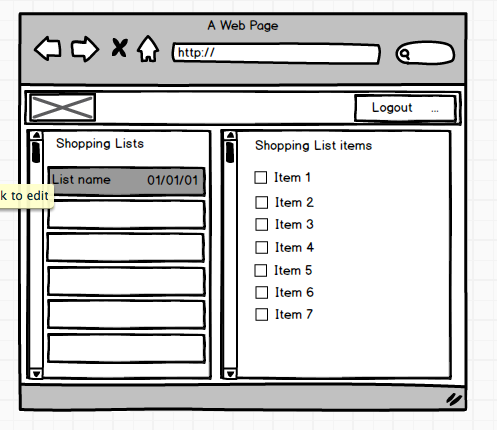 A Web Page
http://
Logout ...
Shopping Lists
List name 01/01/01
k to edit
Shopping List items
Item 1
Item 2
Item 3
Item 4
Item 5
Item 6
Item 7